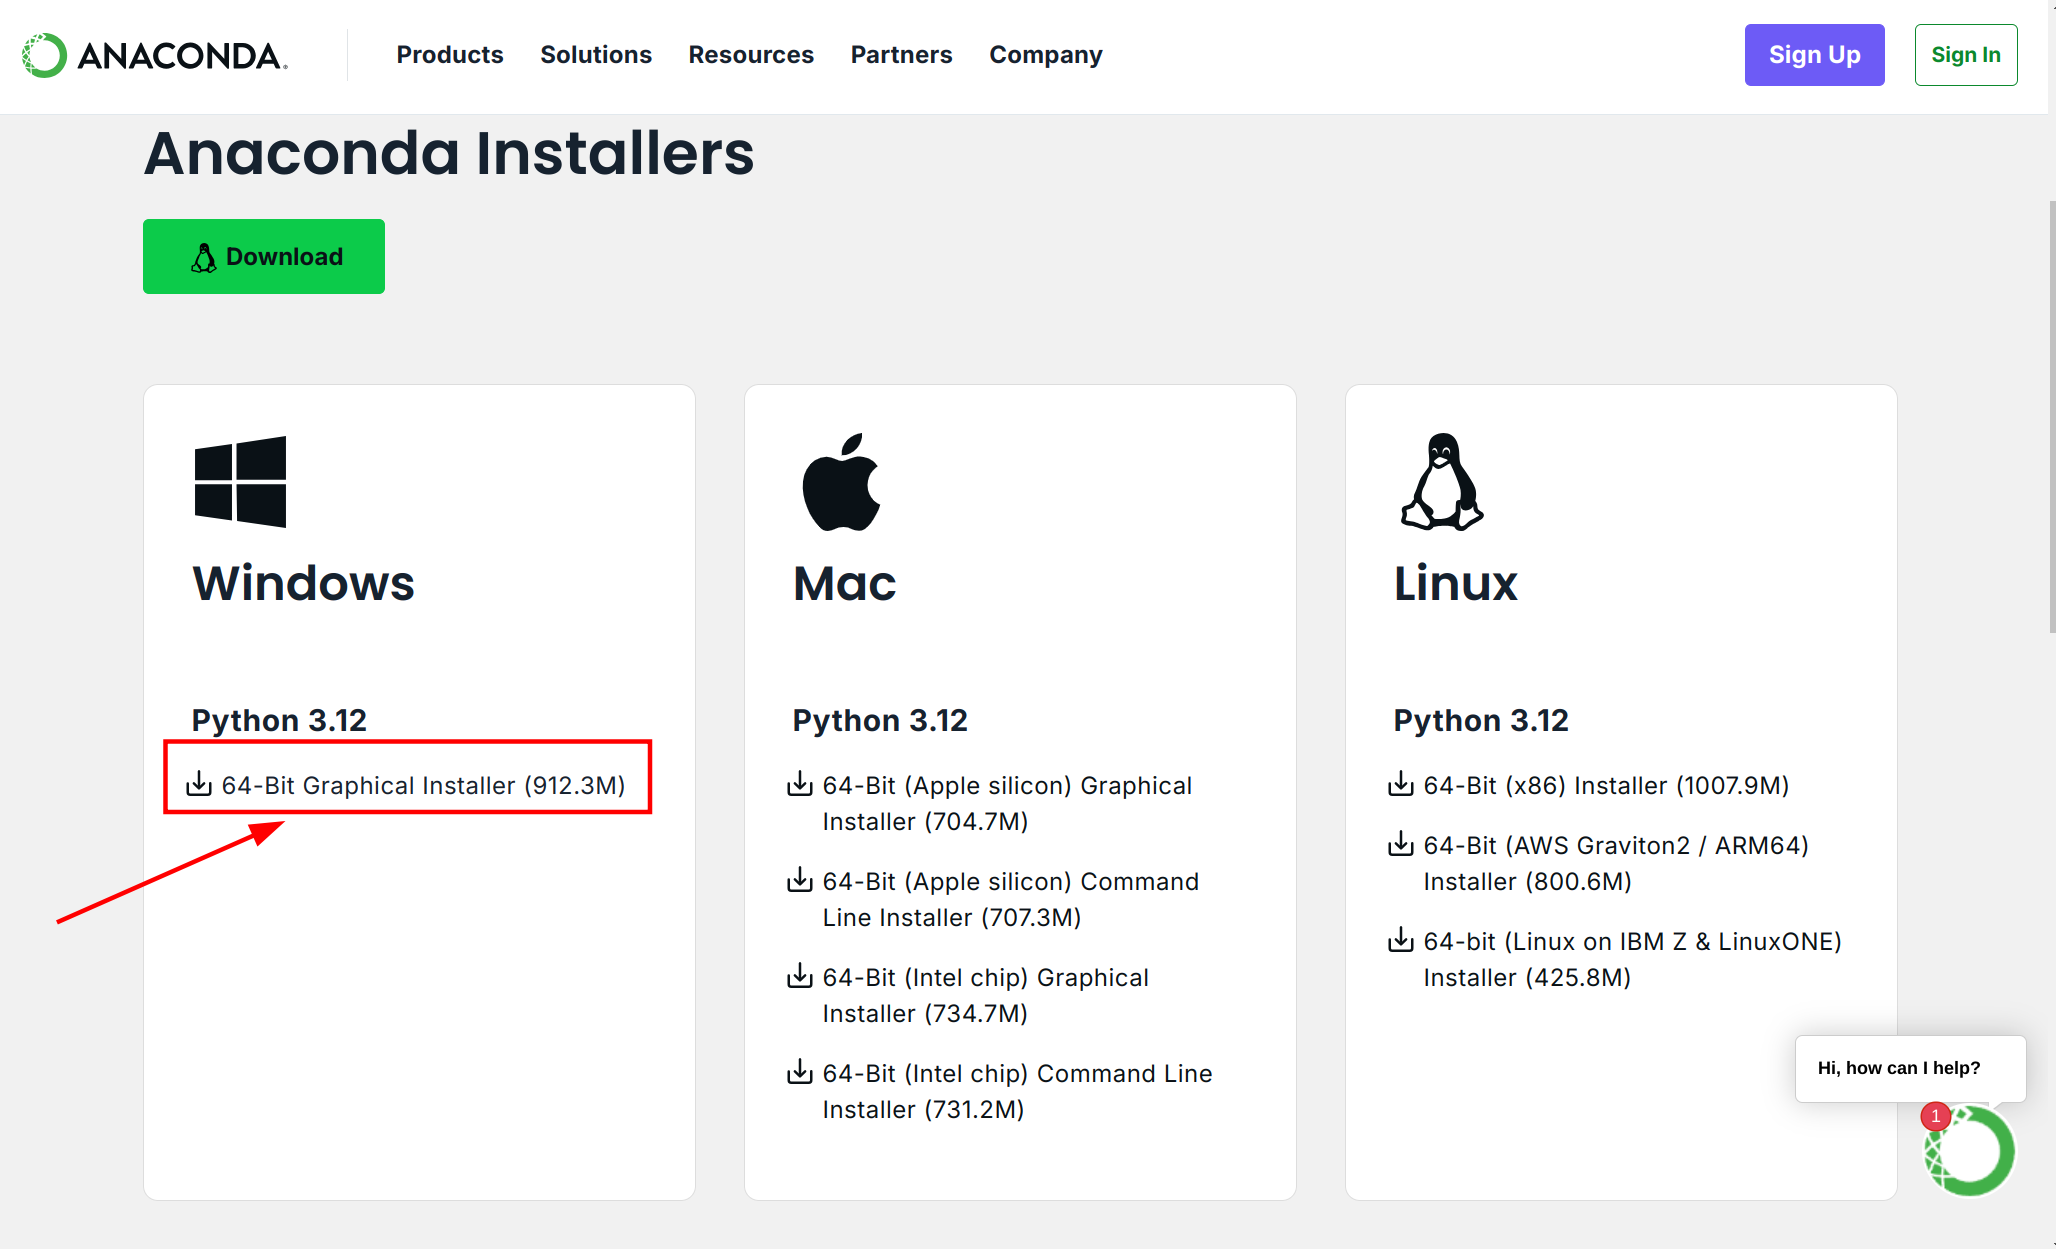 ANACONDA.
Products Solutions Resources Partners Company
Sign Up
Sign In
Anaconda Installers
Download
Windows
Python 3.12
64-Bit Graphical Installer (912.3M)
Mac
Python 3.12
64-Bit (Apple silicon) Graphical
Installer (704.7M)
64-Bit (Apple silicon) Command
Line Installer (707.3M)
64-Bit (Intel chip) Graphical
Installer (734.7M)
64-Bit (Intel chip) Command Line
Installer (731.2M)
Linux
Python 3.12
64-Bit (x86) Installer (1007.9M)
64-Bit (AWS Graviton2 / ARM64)
Installer (800.6M)
64-bit (Linux on IBM Z & LinuxONE)
Installer (425.8M)
Hi, how can I help?
1